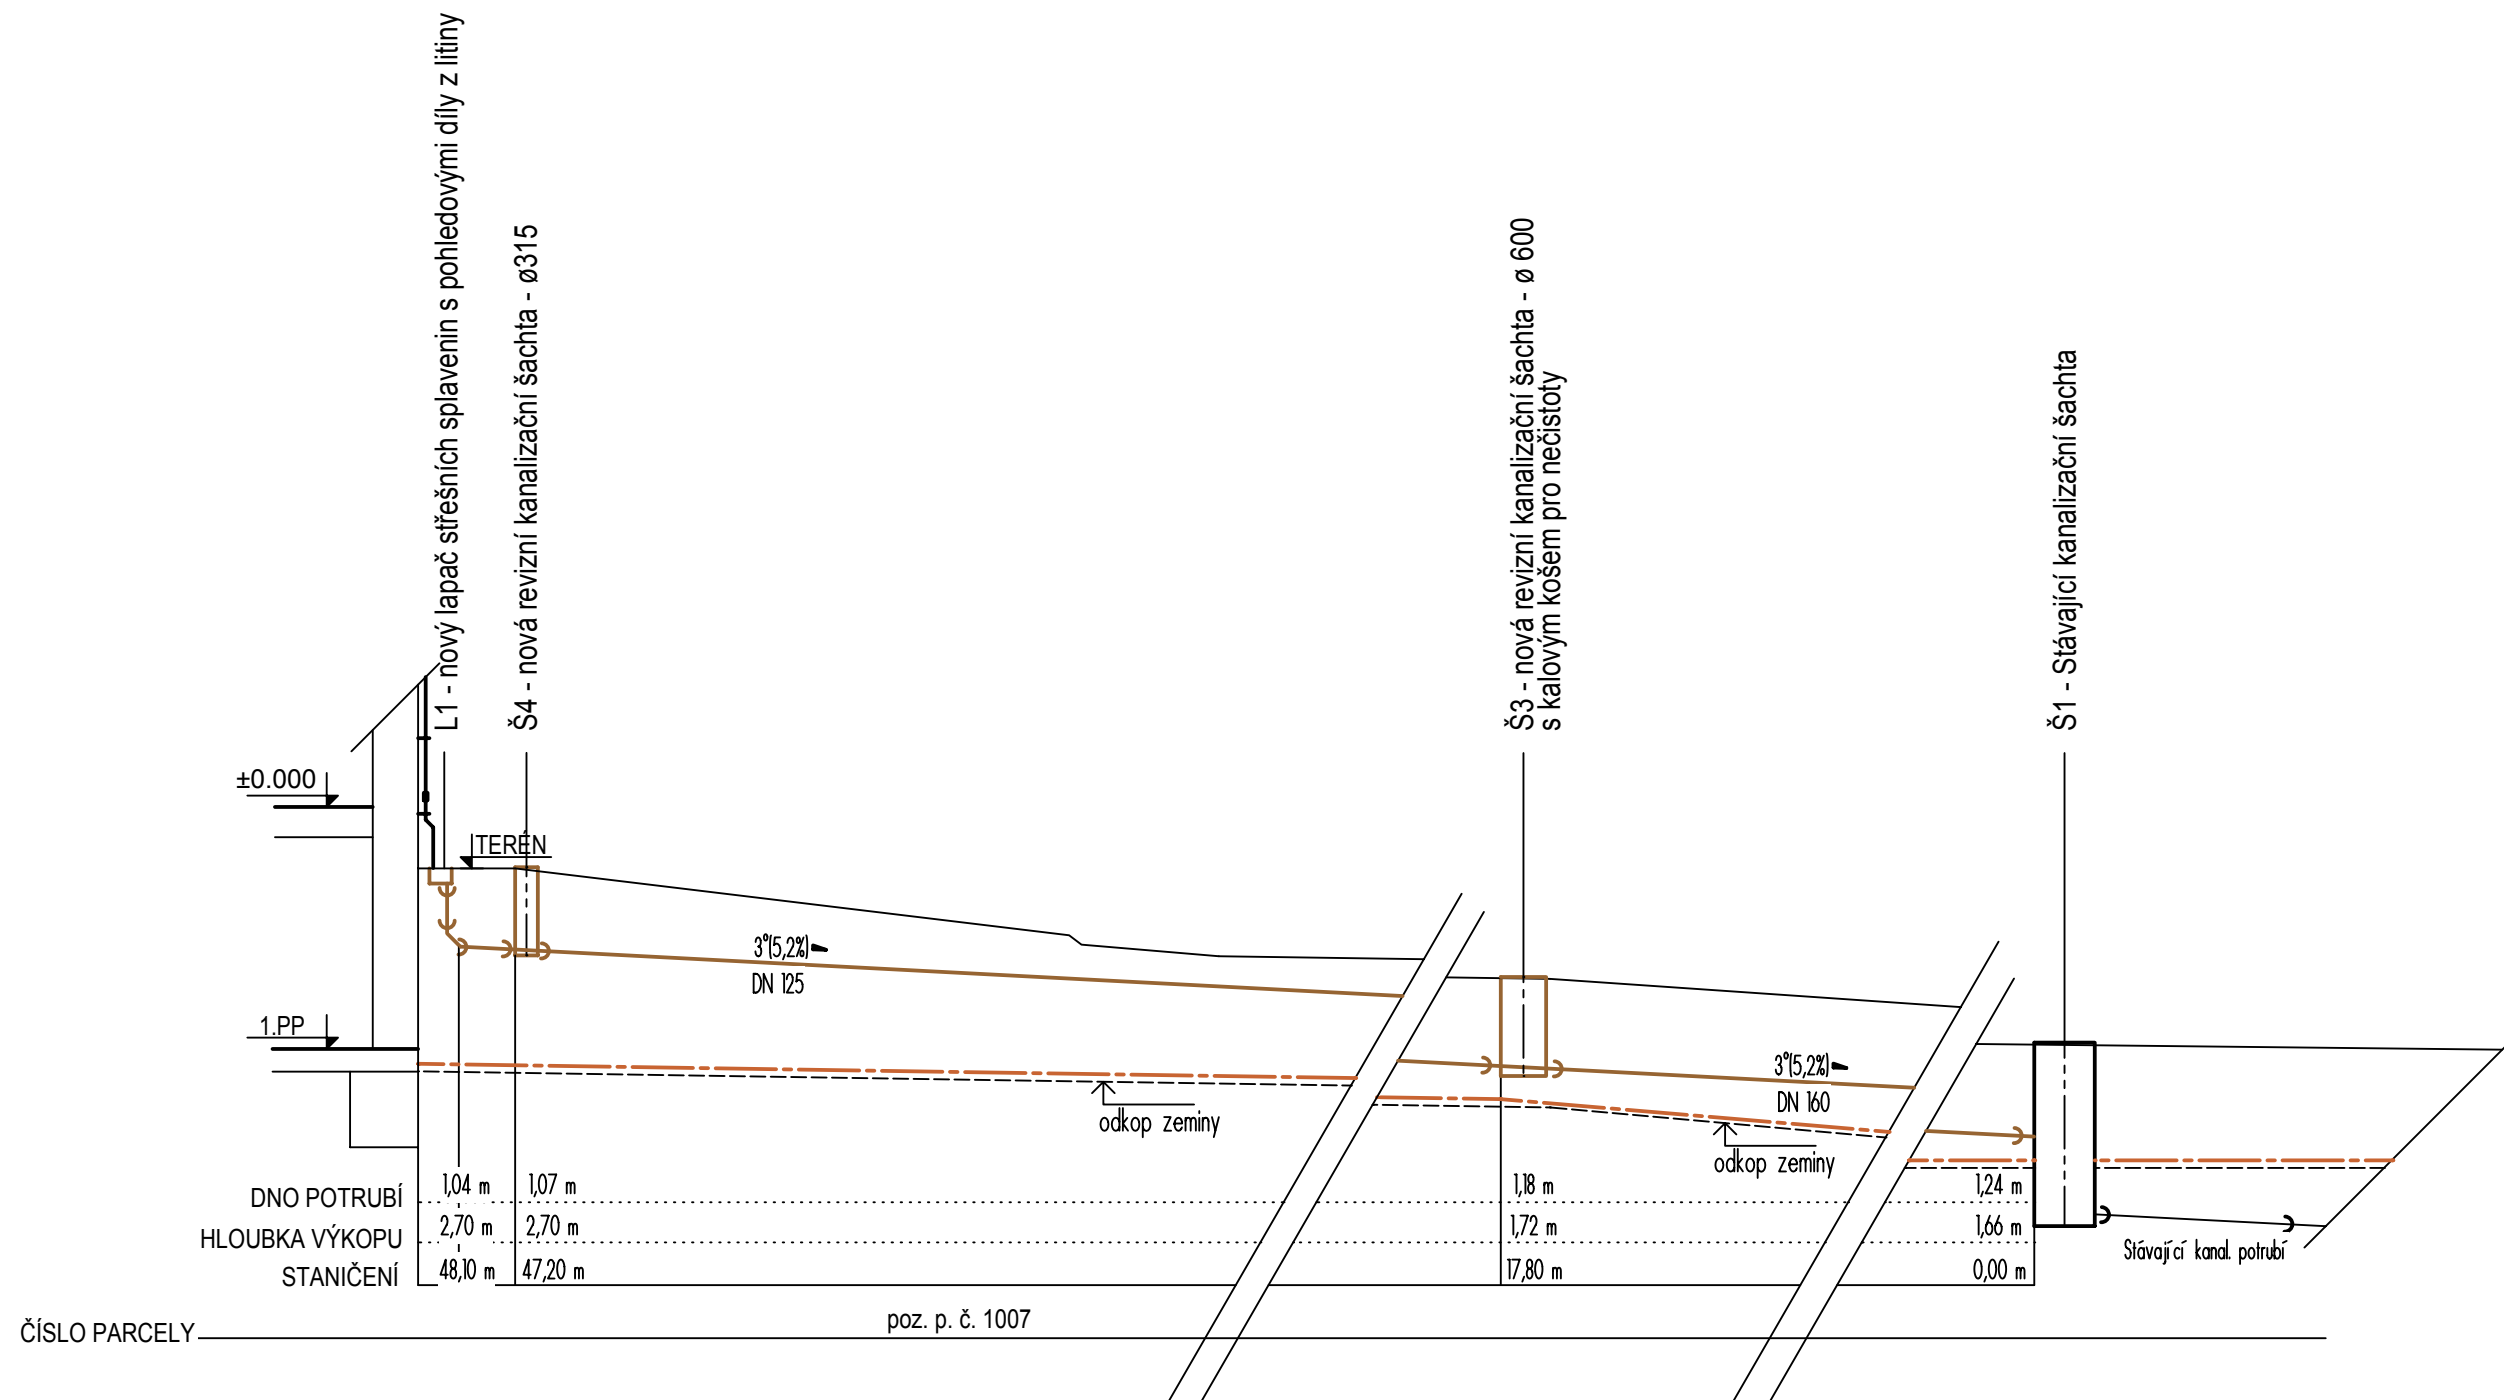 L1 - nový lapač střešních splavenin s pohledovými díly z litiny
Š4 - nová revizní kanalizační šachta - ø315
Š3 - nová revizní kanalizační šachta - ø 600
s kalovým košem pro nečistoty
Š1 - Stávající kanalizační šachta
±0.000
TERÉN
3°(5,2%)
DN 125
1.PP
3°(5,2%)
DN 160
odkop zeminy
odkop zeminy
DNO POTRUBÍ 1,04 m 1,07 m 1,18 m 1,24 m
HLOUBKA VÝKOPU 2,70 m 2,70 m 1,72 m 1,66 m
Stávající kanal. potrubí
STANIČENÍ 48,10 m 47,20 m 17,80 m 0,00 m
poz. p. č. 1007
ČÍSLO PARCELY